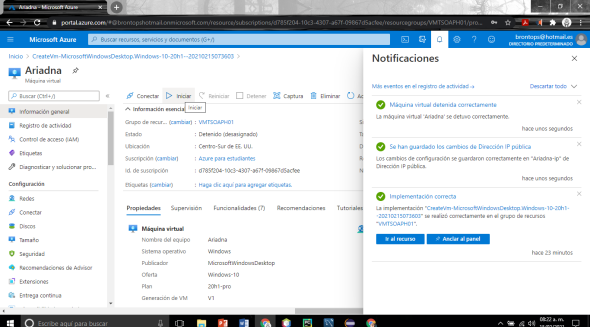 Ariadna - Microsoft Azure
portal.azure.com/#@brontopshotmail.onmicrosoft.com/resource/subscriptions/d785f204-10c3-4307-a67f-09867d5acfee/resourcegroups/VMTSOAPH01/pro...
Microsoft Azure
Buscar recursos, servicios y documentos (G+/)
brontops@hotmail.es
DIRECTORIO PREDETERMINADO
Inicio > CreateVm-MicrosoftWindowsDesktop.Windows-10-20h1--20210215073603 >
Ariadna
Máquina virtual
Buscar (Ctrl+/)
Conectar
Iniciar
Reiniciar
Detener
Capturar
Eliminar
Iniciar
Información general
Registro de actividad
Control de acceso (IAM)
Etiquetas
Diagnosticar y solucionar pro...
Configuración
Redes
Conectar
Discos
Tamaño
Seguridad
Recomendaciones de Advisor
Extensiones
Entrega continua
Información esencial
Grupo de recur... (cambiar) : VMTSOAPH01
Estado : Detenido (desasignado)
Ubicación : Centro-Sur de EE. UU.
Suscripción (cambiar) : Azure para estudiantes
Id. de suscripción
Etiquetas (cambiar) : Haga clic aquí para agregar etiquetas.
Propiedades
Supervisión
Funcionalidades (7)
Recomendaciones
Tutoriales
Máquina virtual
Nombre del equipo Ariadna
Sistema operativo Windows
Publicador MicrosoftWindowsDesktop
Oferta Windows-10
Plan 20h1-pro
Generación de VM V1
Notificaciones
Más eventos en el registro de actividad →
Descartar todo
Máquina virtual detenida correctamente
La máquina virtual 'Ariadna' se detuvo correctamente.
hace unos segundos
Se han guardado los cambios de Dirección IP pública
Los cambios de configuración se guardaron correctamente en "Ariadna-ip" de
Dirección IP pública.
hace unos segundos
Implementación correcta
La implementación "CreateVm-MicrosoftWindowsDesktop.Windows-10-20h1-
-20210215073603" se realizó correctamente en el grupo de recursos
"VMTSOAPH01".
Ir al recurso
Anclar al panel
hace 23 minutos
Escribe aquí para buscar
08:22 a. m.